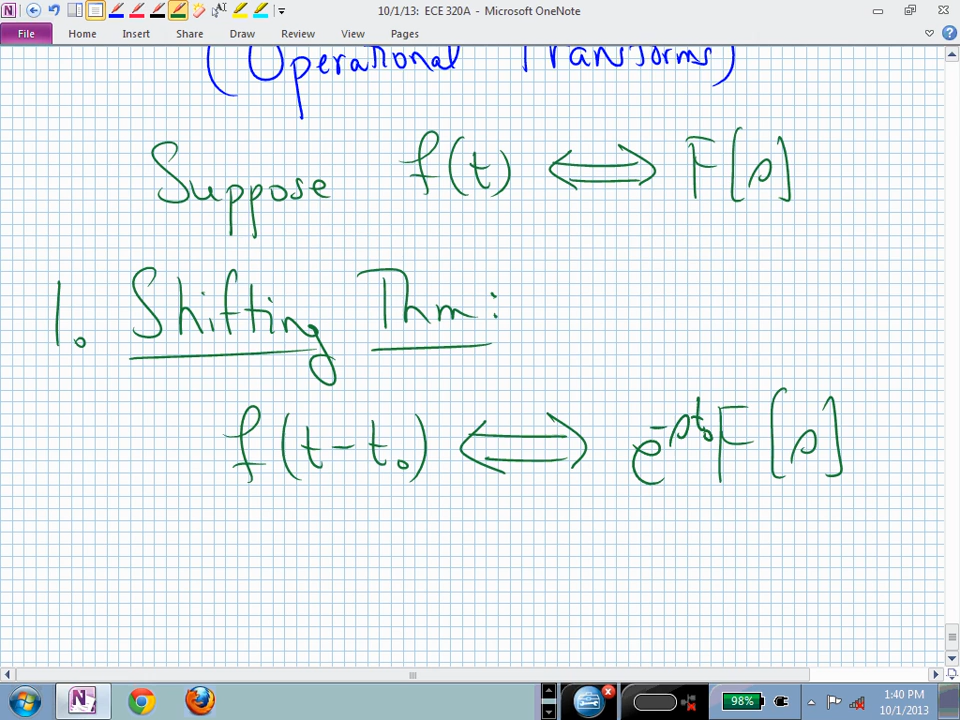 10/1/13: ECE 320A - Microsoft OneNote
File Home Insert Share Draw Review View Pages
(Operational Transforms)
Suppose f(t) ⟺ F[s]
1. Shifting Thm:
f(t-t₀) ⟺ e^{-st₀}F[s]
98% 1:40 PM
10/1/2013